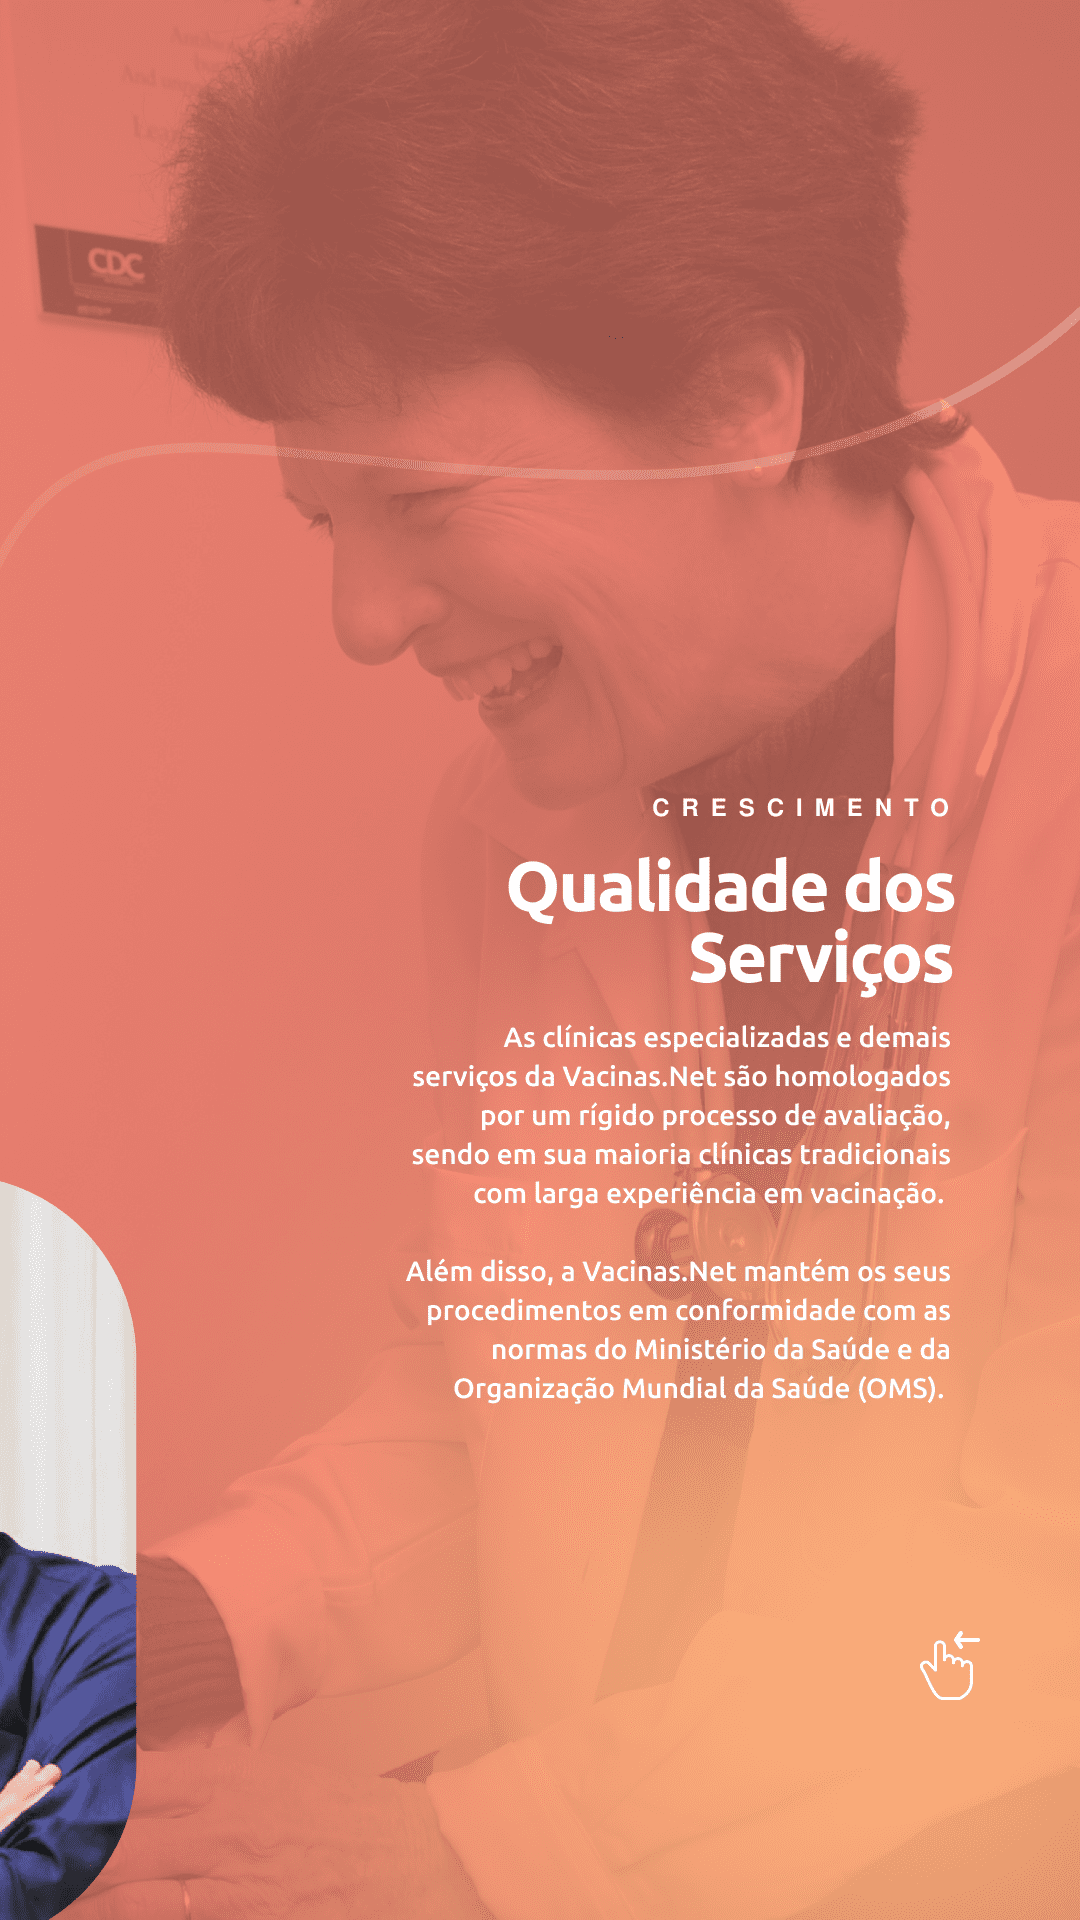 CDC
CRESCIMENTO
Qualidade dos
Serviços
As clínicas especializadas e demais
serviços da Vacinas.Net são homologados
por um rígido processo de avaliação,
sendo em sua maioria clínicas tradicionais
com larga experiência em vacinação.
Além disso, a Vacinas.Net mantém os seus
procedimentos em conformidade com as
normas do Ministério da Saúde e da
Organização Mundial da Saúde (OMS).